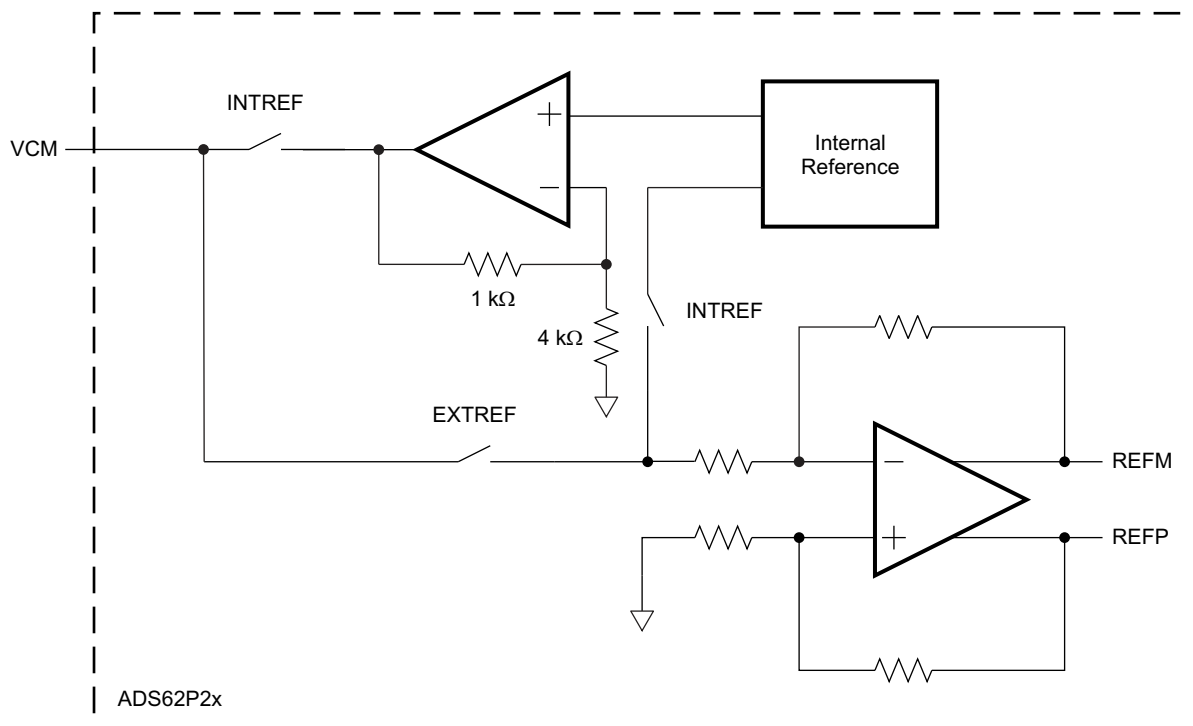 INTREF
VCM
+
−
Internal
Reference
1 kΩ
4 kΩ
INTREF
EXTREF
−
+
REFM
REFP
ADS62P2x